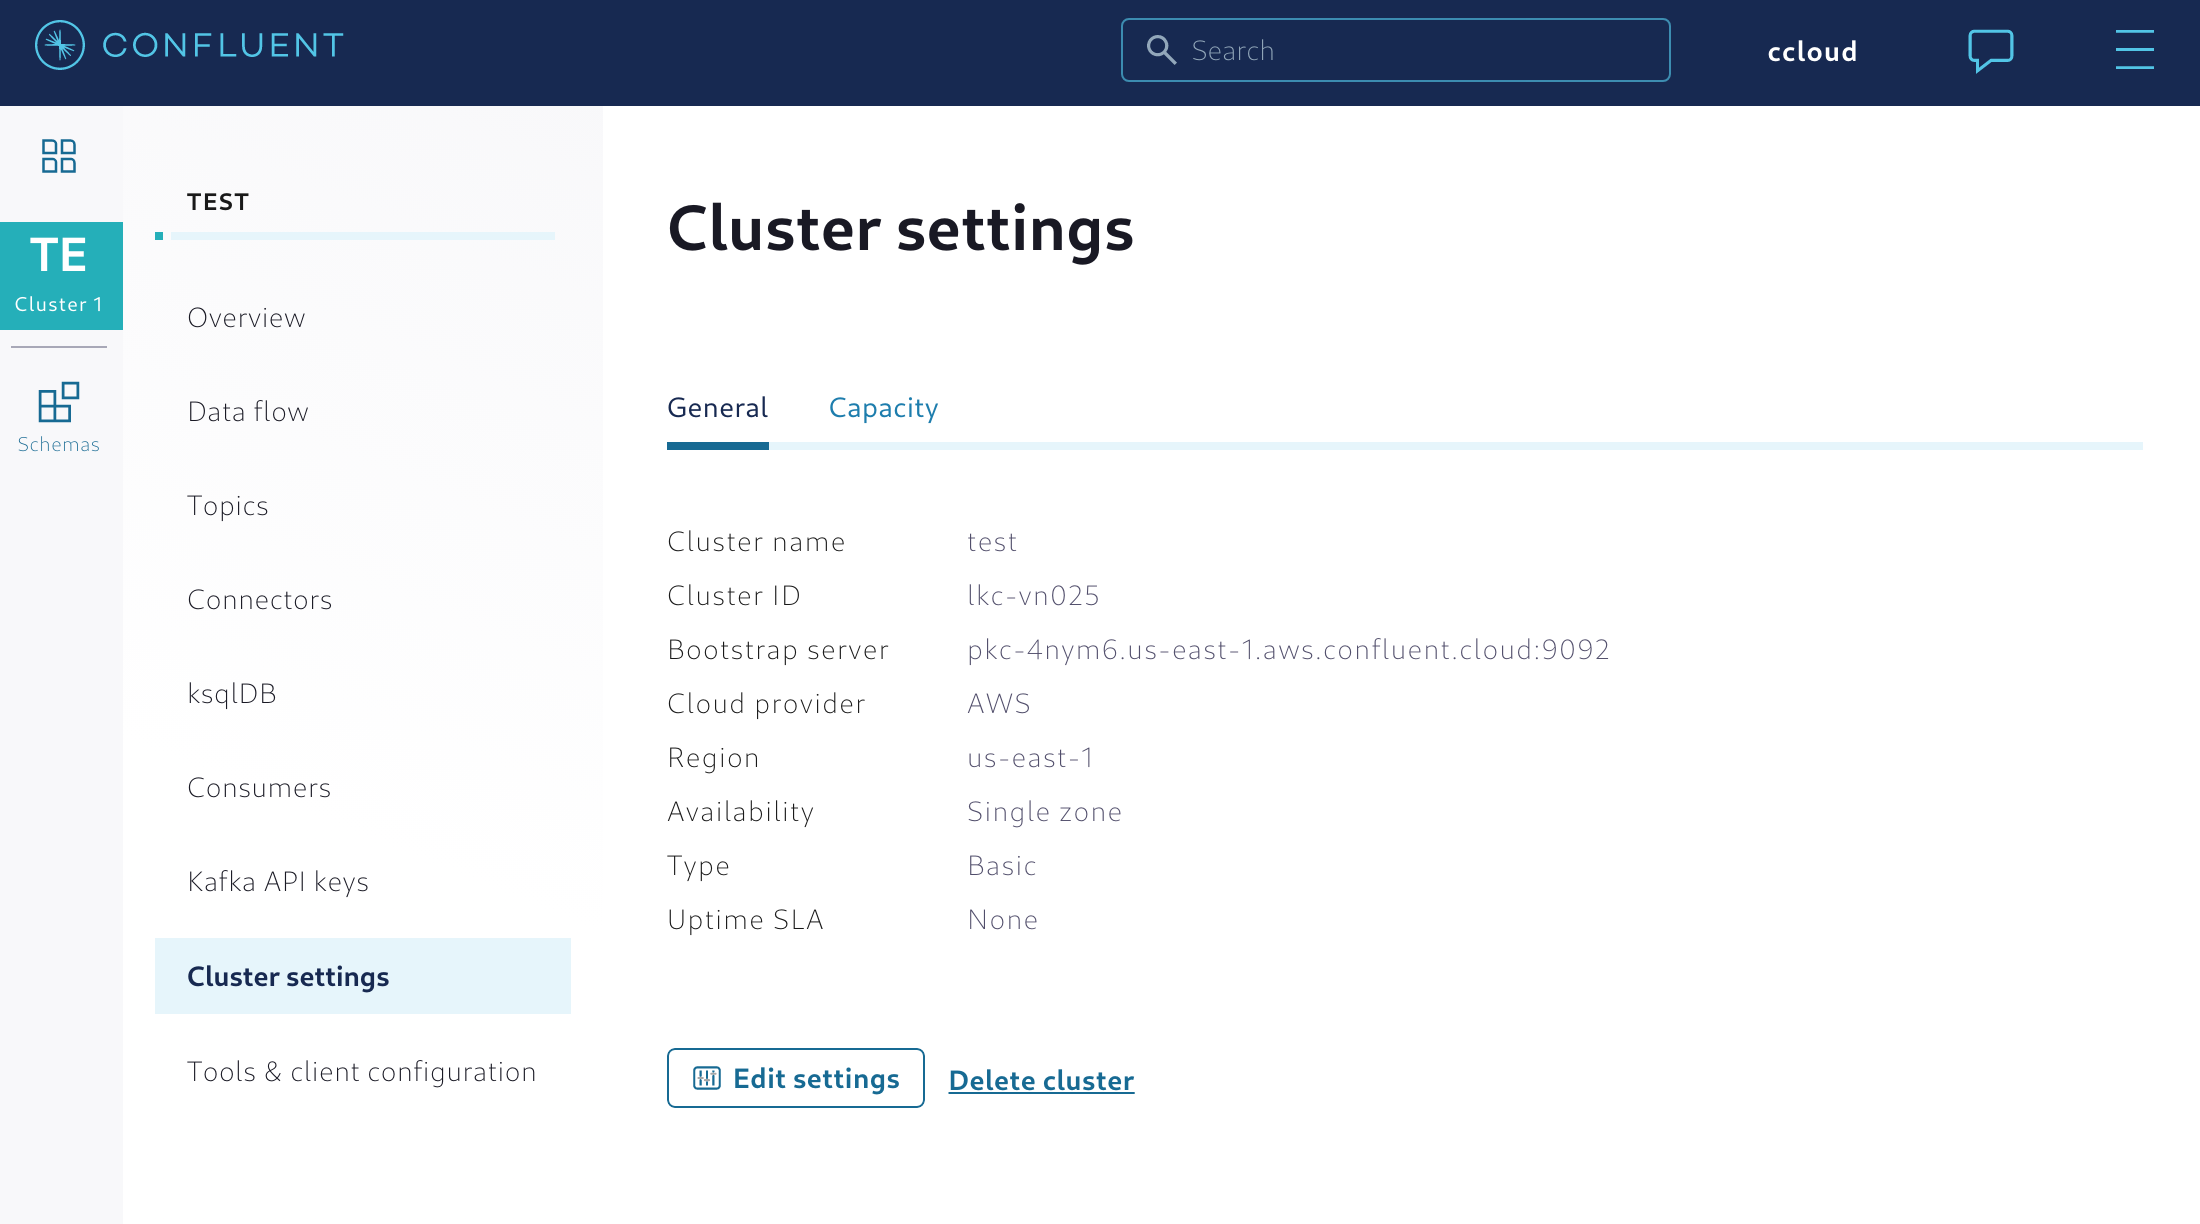 CONFLUENT
Search
ccloud
TE
Cluster 1
Schemas
TEST
Overview
Data flow
Topics
Connectors
ksqlDB
Consumers
Kafka API keys
Cluster settings
Tools & client configuration
Cluster settings
General Capacity
Cluster name test
Cluster ID lkc-vn025
Bootstrap server pkc-4nym6.us-east-1.aws.confluent.cloud:9092
Cloud provider AWS
Region us-east-1
Availability Single zone
Type Basic
Uptime SLA None
Edit settings Delete cluster